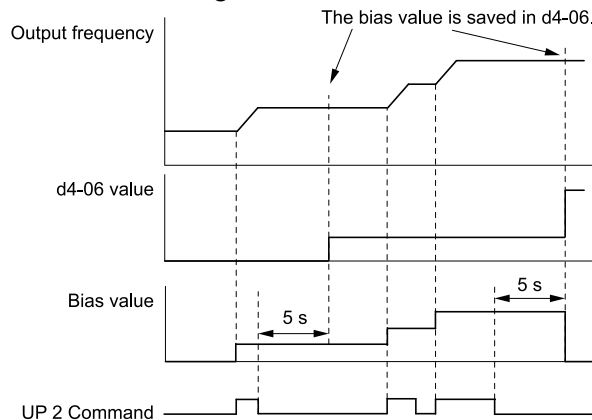 The bias value is saved in d4-06.
Output frequency
d4-06 value
Bias value
5 s
5 s
UP 2 Command